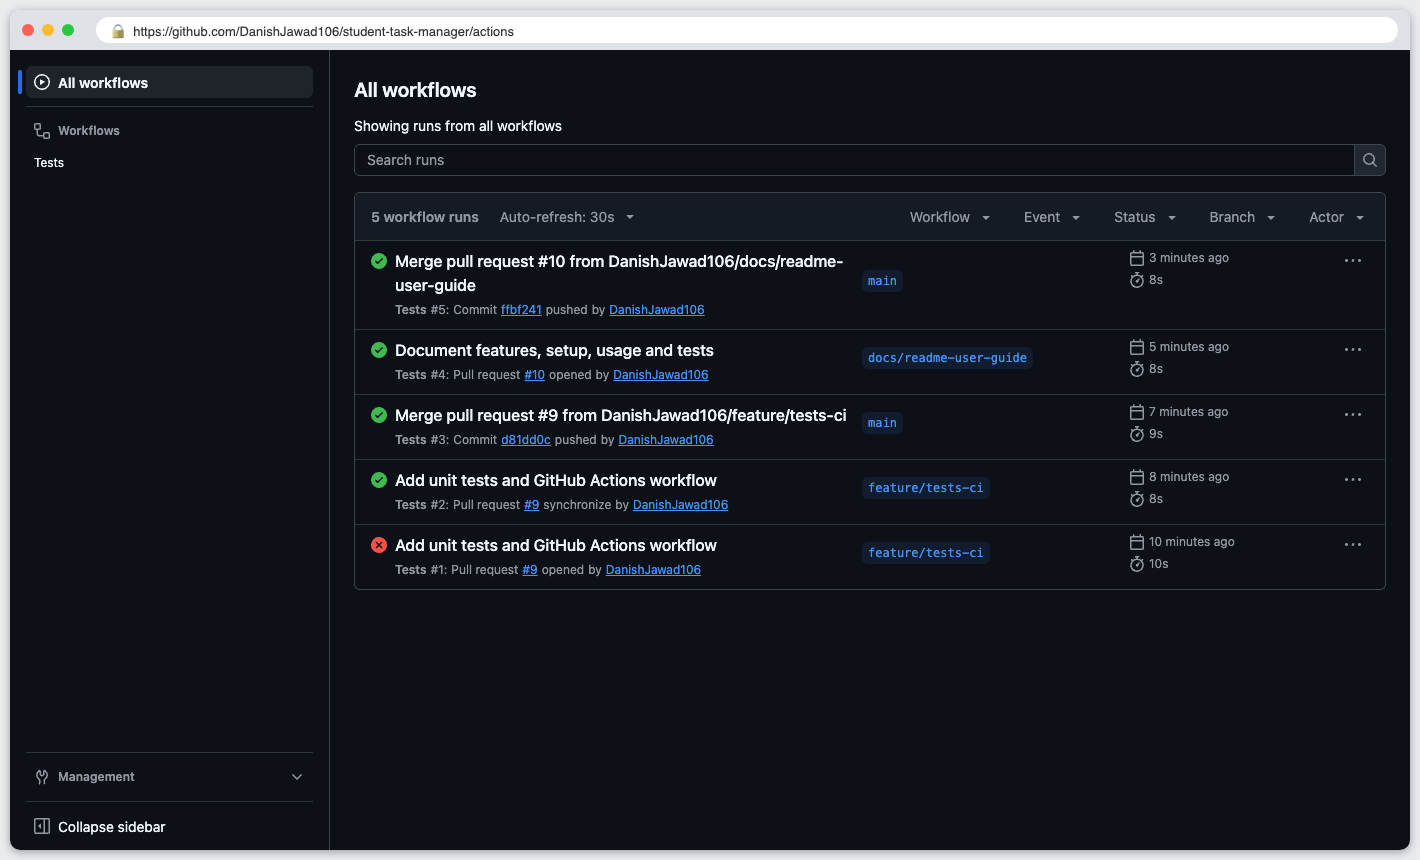 https://github.com/DanishJawad106/student-task-manager/actions
All workflows
Workflows
Tests
Management
Collapse sidebar
All workflows
Showing runs from all workflows
Search runs
5 workflow runs Auto-refresh: 30s Workflow Event Status Branch Actor
Merge pull request #10 from DanishJawad106/docs/readme-
user-guide
Tests #5: Commit ffbf241 pushed by DanishJawad106
main
3 minutes ago
8s
Document features, setup, usage and tests
Tests #4: Pull request #10 opened by DanishJawad106
docs/readme-user-guide
5 minutes ago
8s
Merge pull request #9 from DanishJawad106/feature/tests-ci
Tests #3: Commit d81dd0c pushed by DanishJawad106
main
7 minutes ago
9s
Add unit tests and GitHub Actions workflow
Tests #2: Pull request #9 synchronize by DanishJawad106
feature/tests-ci
8 minutes ago
8s
Add unit tests and GitHub Actions workflow
Tests #1: Pull request #9 opened by DanishJawad106
feature/tests-ci
10 minutes ago
10s